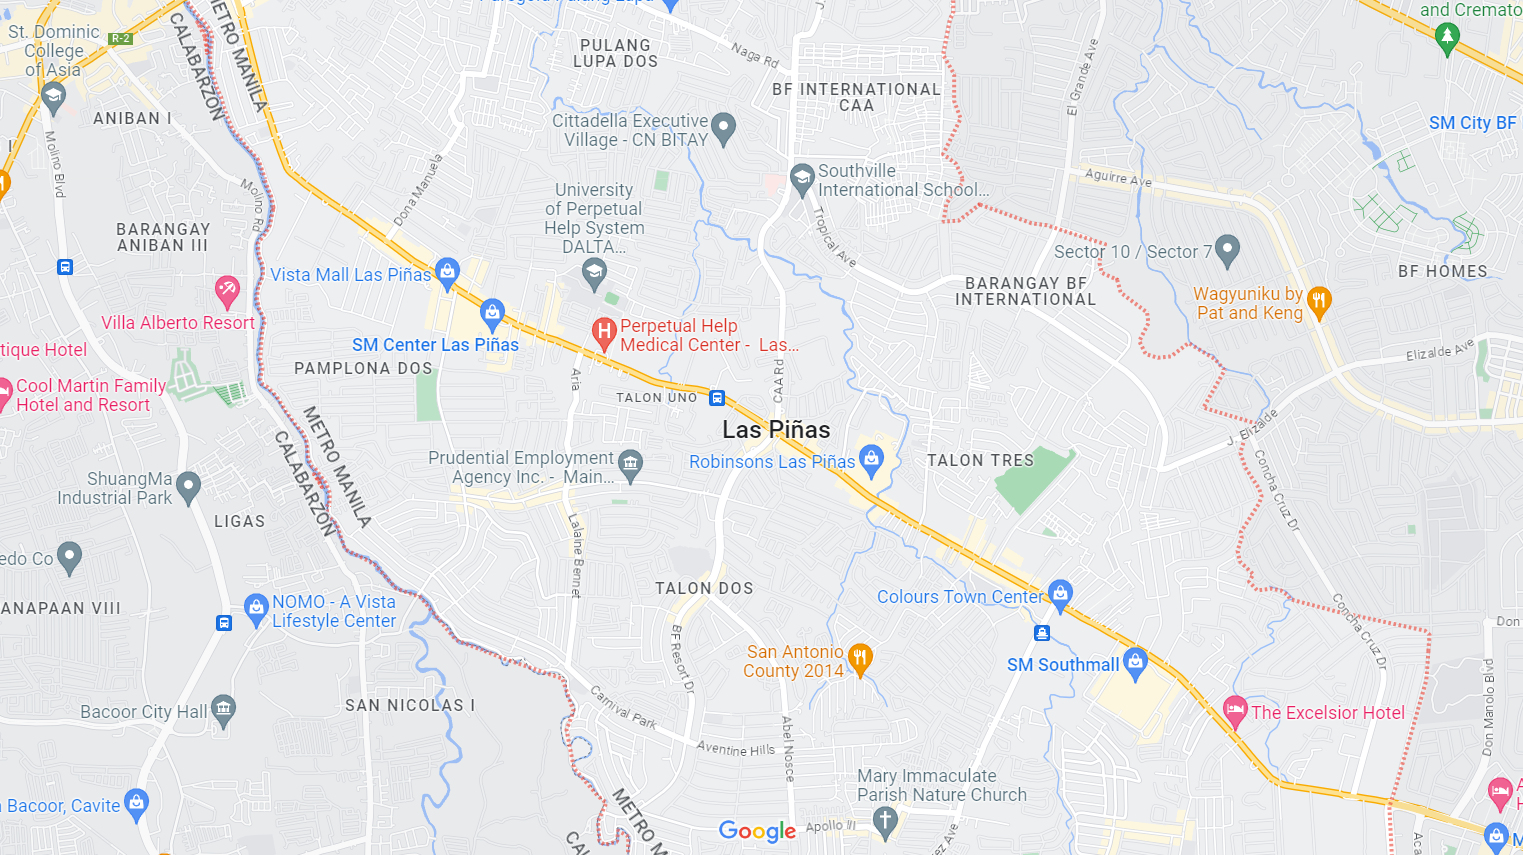 and Cremato
St. Dominic
College
of Asia
R-2
METRO MANILA
CALABARZON
PULANG
LUPA DOS
Naga Rd
El Grande Ave
BF INTERNATIONAL
CAA
ANIBAN I
Molino Blvd
Cittadella Executive
Village - CN BITAY
SM City BF
Southville
International School...
Aguirre Ave
Dona Manuela
Molino Rd
University
of Perpetual
Help System
DALTA...
BARANGAY
ANIBAN III
Tropical Ave
Sector 10 / Sector 7
BF HOMES
Vista Mall Las Piñas
BARANGAY BF
INTERNATIONAL
Wagyuniku by
Pat and Keng
Villa Alberto Resort
Perpetual Help
Medical Center - Las...
SM Center Las Piñas
tique Hotel
Elizalde Ave
PAMPLONA DOS
Aria
CAA Rd
Cool Martin Family
Hotel and Resort
TALON UNO
METRO MANILA
CALABARZON
Las Piñas
J. Elizalde
Prudential Employment
Agency Inc. - Main...
Robinsons Las Piñas
TALON TRES
ShuangMa
Industrial Park
Concha Cruz Dr
LIGAS
Lalaine Bennet
edo Co
TALON DOS
Colours Town Center
NOMO - A Vista
Lifestyle Center
ANAPAAN VIII
Concha Cruz Dr
Don
BF Resort Dr
San Antonio
County 2014
SM Southmall
Don Manolo Blvd
SAN NICOLAS I
Carnival Park
Bacoor City Hall
The Excelsior Hotel
Aventine Hills
Abel Nosce
Mary Immaculate
Parish Nature Church
Bacoor, Cavite
METRO M
Google
Apollo III